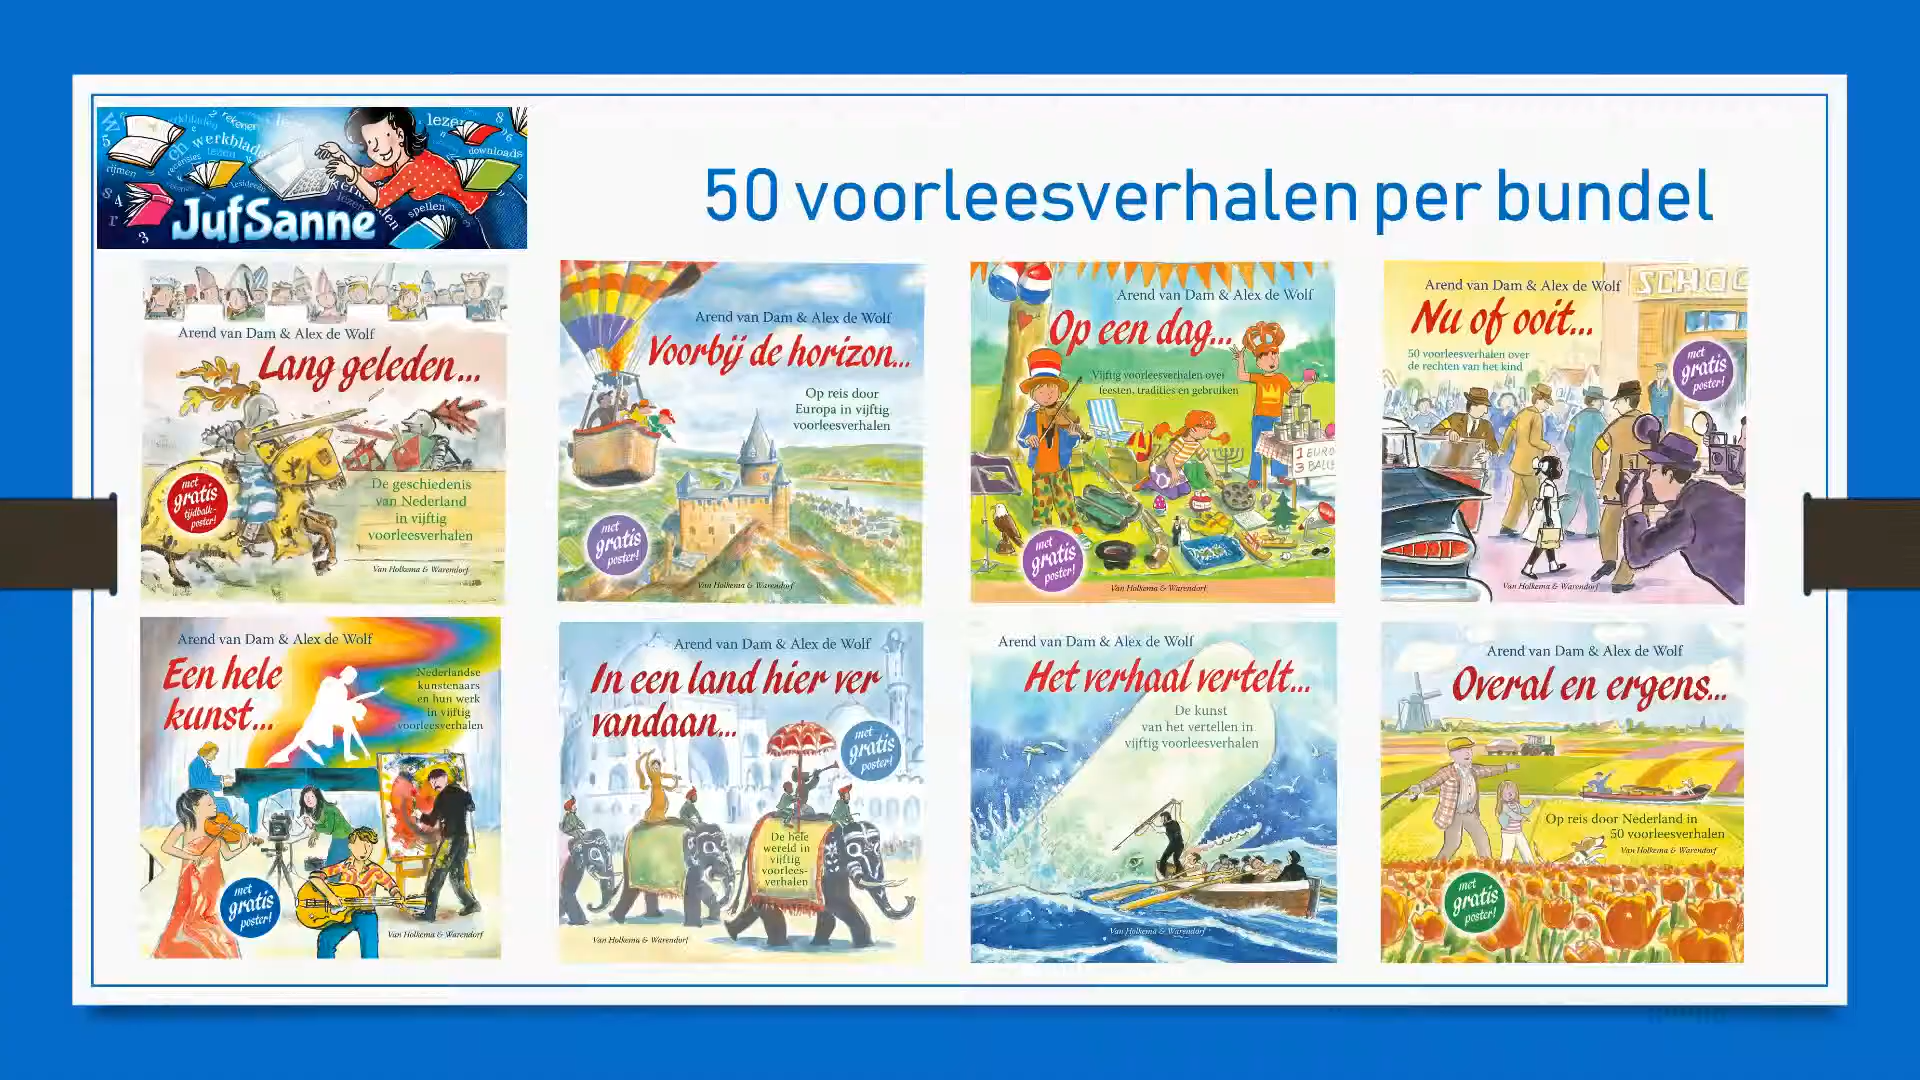 lezen
rekenen
werkbladen
en
lezen
downloads
rijmen
spellen
JufSanne
50 voorleesverhalen per bundel
Arend van Dam & Alex de Wolf
Lang geleden...
met
gratis
tijdbalk-
poster!
De geschiedenis
van Nederland
in vijftig
voorleesverhalen
Van Holkema & Warendorf
Arend van Dam & Alex de Wolf
Voorbij de horizon...
Op reis door
Europa in vijftig
voorleesverhalen
met
gratis
poster!
Van Holkema & Warendorf
Arend van Dam & Alex de Wolf
Op een dag...
Vijftig voorleesverhalen over
feesten, tradities en gebruiken
1 EURO
3 BALL
met
gratis
poster!
Van Holkema & Warendorf
SCHOO
Arend van Dam & Alex de Wolf
Nu of ooit...
50 voorleesverhalen over
de rechten van het kind
met
gratis
poster!
Van Holkema & Warendorf
Arend van Dam & Alex de Wolf
Een hele
kunst...
Nederlandse
kunstenaars
en hun werk
in vijftig
voorleesverhalen
met
gratis
poster!
Van Holkema & Warendorf
Arend van Dam & Alex de Wolf
In een land hier ver
vandaan...
met
gratis
poster!
De hele
wereld in
vijftig
voorlees-
verhalen
Van Holkema & Warendorf
Arend van Dam & Alex de Wolf
Het verhaal vertelt...
De kunst
van het vertellen in
vijftig voorleesverhalen
Van Holkema & Warendorf
Arend van Dam & Alex de Wolf
Overal en ergens...
Op reis door Nederland in
50 voorleesverhalen
Van Holkema & Warendorf
met
gratis
poster!